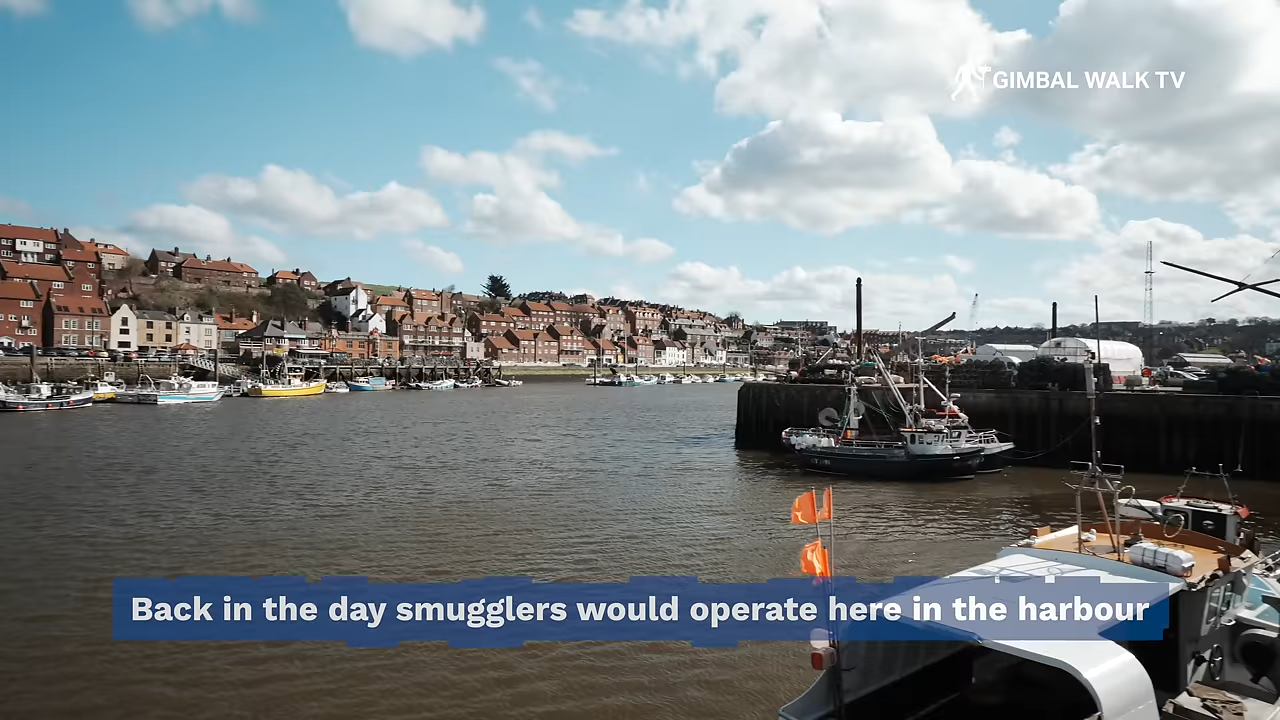 GIMBAL WALK TV
Back in the day smugglers would operate here in the harbour